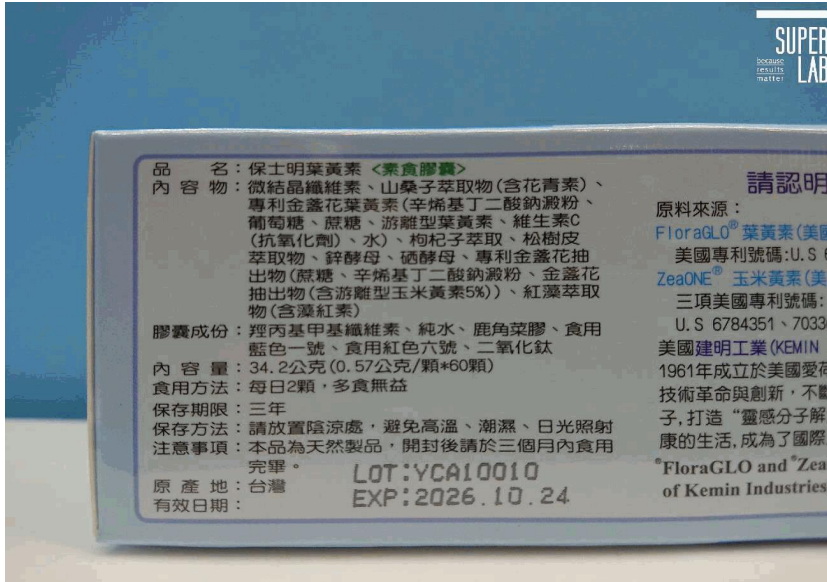 SUPER
LAB
because
results
matter
品 名：保士明葉黃素 <素食膠囊>
內 容 物：微結晶纖維素、山桑子萃取物(含花青素)、
專利金盞花葉黃素(辛烯基丁二酸鈉澱粉、
葡萄糖、蔗糖、游離型葉黃素、維生素C
(抗氧化劑)、水)、枸杞子萃取、松樹皮
萃取物、鋅酵母、硒酵母、專利金盞花抽
出物(蔗糖、辛烯基丁二酸鈉澱粉、金盞花
抽出物(含游離型玉米黃素5%))、紅藻萃取
物(含藻紅素)
膠囊成份：羥丙基甲基纖維素、純水、鹿角菜膠、食用
藍色一號、食用紅色六號、二氧化鈦
內 容 量：34.2公克(0.57公克/顆*60顆)
食用方法：每日2顆，多食無益
保存期限：三年
保存方法：請放置陰涼處，避免高溫、潮濕、日光照射
注意事項：本品為天然製品，開封後請於三個月內食用
完畢。
原 產 地：台灣
有效日期：
LOT:YCA10010
EXP:2026.10.24
請認明
原料來源：
FloraGLO® 葉黃素(美國
美國專利號碼:U.S 6
ZeaONE® 玉米黃素(美
三項美國專利號碼:
U.S 6784351、7033
美國建明工業(KEMIN
1961年成立於美國愛荷
技術革命與創新，不斷
子,打造“靈感分子解
康的生活,成為了國際
®FloraGLO and ®Zea
of Kemin Industries